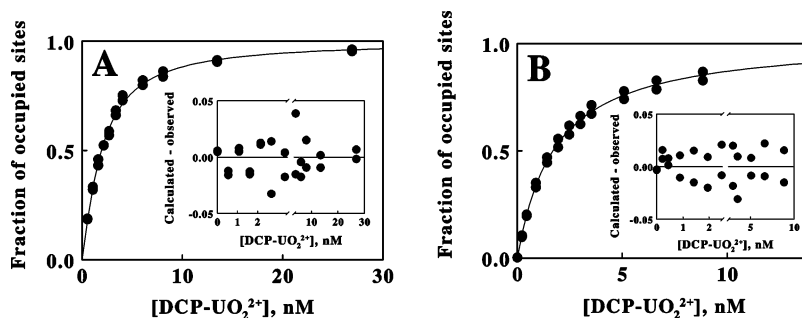 A
Fraction of occupied sites
1.0
0.5
0.0
0
10
20
30
[DCP-UO₂²⁺], nM
Calculated - observed
0.05
0.00
-0.05
0 1 2 10 20 30
[DCP-UO₂²⁺], nM
B
Fraction of occupied sites
1.0
0.5
0.0
0
5
10
[DCP-UO₂²⁺], nM
Calculated - observed
0.05
0.00
-0.05
0 1 2 5 10
[DCP-UO₂²⁺], nM